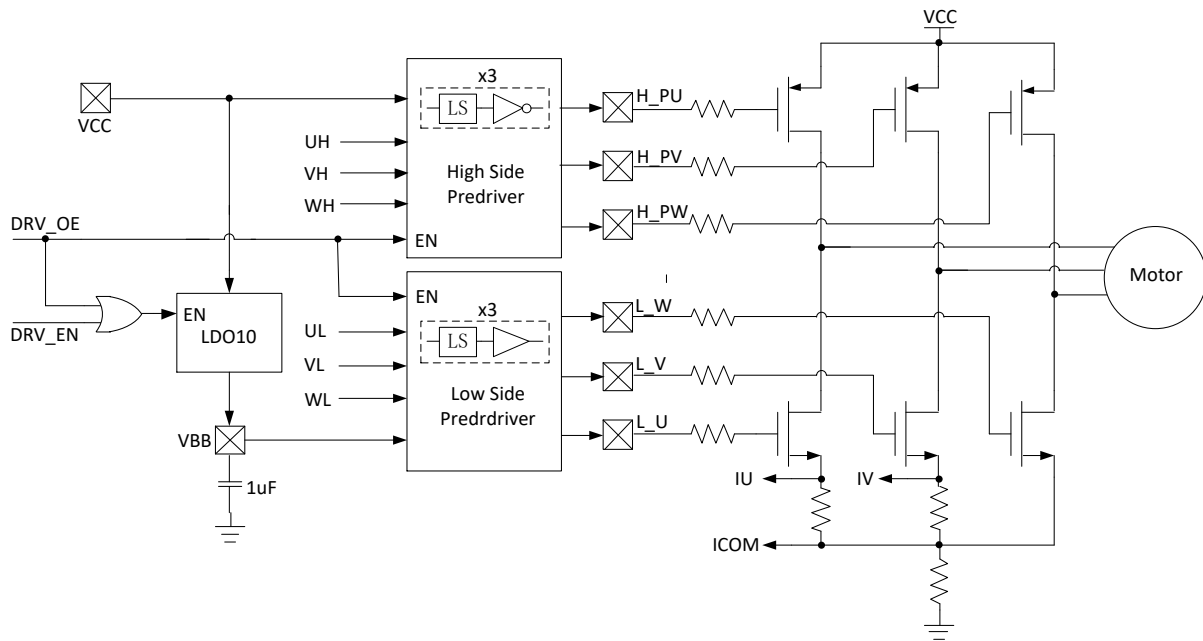 VCC
x3
LS
H_PU
VCC
UH
VH
High Side
Predriver
H_PV
WH
H_PW
DRV_OE
EN
Motor
EN
DRV_EN
EN
LDO10
x3
LS
L_W
UL
VL
WL
Low Side
Predrdriver
L_V
L_U
VBB
1uF
IU
IV
ICOM